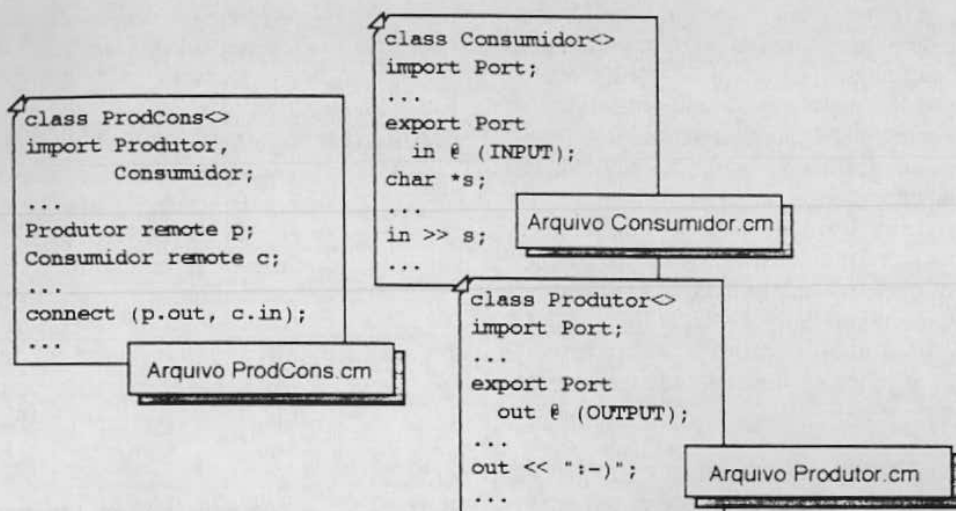 class ProdCons<>
import Produtor,
Consumidor;
...
Produtor remote p;
Consumidor remote c;
...
connect (p.out, c.in);
...
Arquivo ProdCons.cm
class Consumidor<>
import Port;
...
export Port
in @ (INPUT);
char *s;
...
in >> s;
...
Arquivo Consumidor.cm
class Produtor<>
import Port;
...
export Port
out @ (OUTPUT);
...
out << ":-)";
...
Arquivo Produtor.cm